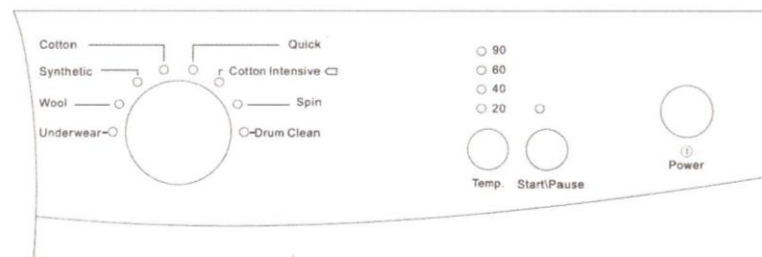 Cotton
Quick
Synthetic
Cotton Intensive
Wool
Spin
Underwear
Drum Clean
90
60
40
20
Temp.
Start\Pause
Power